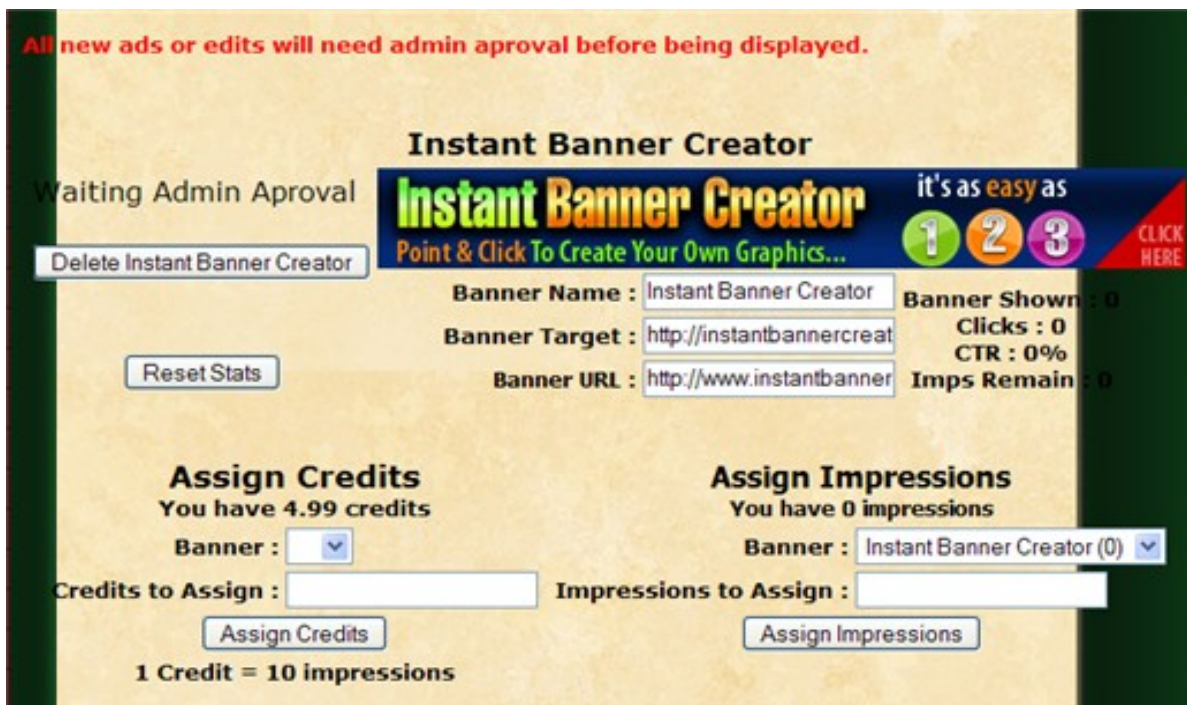 All new ads or edits will need admin aproval before being displayed.
Instant Banner Creator
Waiting Admin Aproval
Instant Banner Creator
Point & Click To Create Your Own Graphics...
it's as easy as
1 2 3
CLICK
HERE
Delete Instant Banner Creator
Banner Name : Instant Banner Creator
Banner Shown : 0
Banner Target : http://instantbannercreat
Clicks : 0
CTR : 0%
Reset Stats
Banner URL : http://www.instantbanner
Imps Remain : 0
Assign Credits
You have 4.99 credits
Banner :
Credits to Assign :
Assign Credits
1 Credit = 10 impressions
Assign Impressions
You have 0 impressions
Banner : Instant Banner Creator (0)
Impressions to Assign :
Assign Impressions